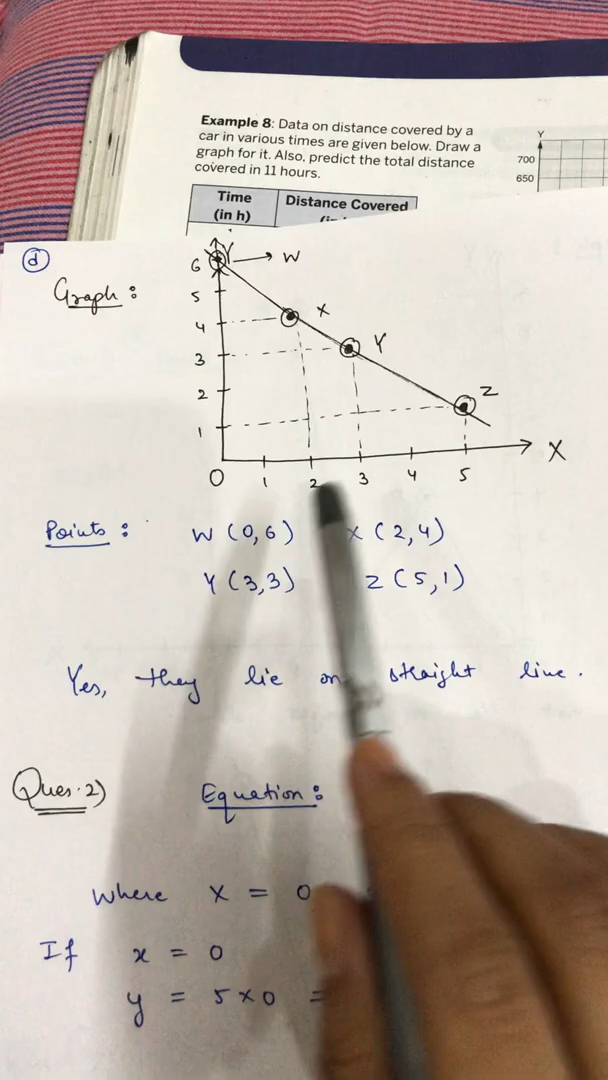 Example 8: Data on distance covered by a
car in various times are given below. Draw a
graph for it. Also, predict the total distance
covered in 11 hours.
Y
700
650
Time
(in h)
Distance Covered
(d)
Graph :
Y
W
6
5
4
3
2
1
X
Y
Z
X
0 1 2 3 4 5
Points : W (0,6) X (2,4)
Y (3,3) Z (5,1)
Yes, they lie on straight line.
Ques.2) Equation :
Where x = 0
If x = 0
y = 5 × 0 =